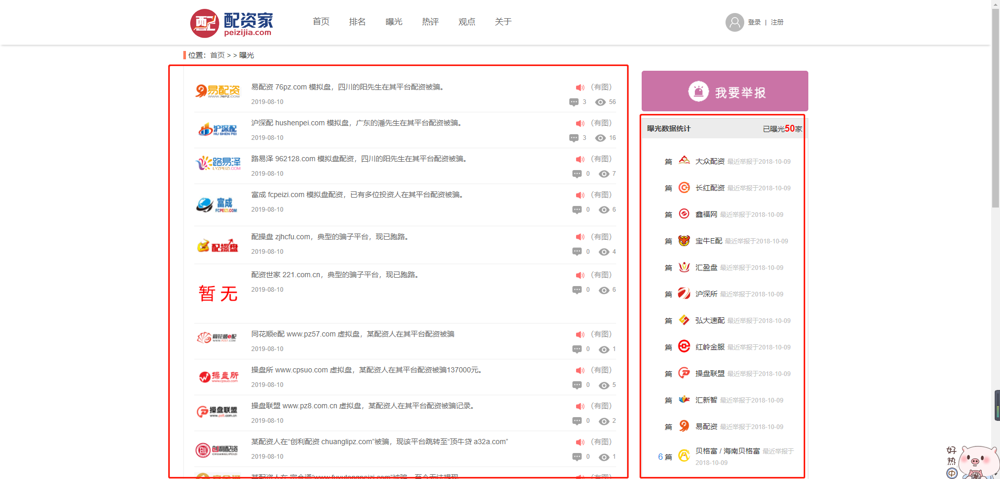 配资家
peizijia.com
首页 排名 曝光 热评 观点 关于
登录 | 注册
位置：首页 > > 曝光
易配资
WWW.76PZ.COM
易配资 76pz.com 模拟盘，四川的阳先生在其平台配资被骗。
（有图）
2019-08-10
3 56
沪深配
HU SHEN PEI
沪深配 hushenpei.com 模拟盘，广东的潘先生在其平台配资被骗。
（有图）
2019-08-10
3 16
路易泽
LYZPEIZI.COM
路易泽 962128.com 模拟盘配资，四川的阳先生在其平台配资被骗。
（有图）
2019-08-10
0 7
富成
FCPEIZI.COM
富成 fcpeizi.com 模拟盘配资，已有多位投资人在其平台配资被骗。
（有图）
2019-08-10
0 6
配操盘
配操盘 zjhcfu.com，典型的骗子平台，现已跑路。
（有图）
2019-08-10
0 4
暂无
配资世家 221.com.cn，典型的骗子平台，现已跑路。
（有图）
2019-08-10
0 6
同花顺e配
WWW.PZ57.COM
同花顺e配 www.pz57.com 虚拟盘，某配资人在其平台配资被骗
（有图）
2019-08-10
0 1
操盘所
www.cpsuo.com
操盘所 www.cpsuo.com 虚拟盘，某配资人在其平台配资被骗137000元。
（有图）
2019-08-10
0 5
操盘联盟
www.pz8.com.cn
操盘联盟 www.pz8.com.cn 虚拟盘，某配资人在其平台配资被骗记录。
（有图）
2019-08-10
0 2
创利配资
CHUANGLIPEIZI
某配资人在“创利配资 chuanglipz.com”被骗，现该平台跳转至“顶牛贷 a32a.com”
（有图）
2019-08-10
0 1
（有图）
我要举报
曝光数据统计 已曝光50家
篇 大众配资 最近举报于2018-10-09
篇 长红配资 最近举报于2018-10-09
篇 鑫福网 最近举报于2018-10-09
篇 宝牛E配 最近举报于2018-10-09
篇 汇盈盘 最近举报于2018-10-09
篇 沪深所 最近举报于2018-10-09
篇 弘大速配 最近举报于2018-10-09
篇 红岭金服 最近举报于2018-10-09
篇 操盘联盟 最近举报于2018-10-09
篇 汇新智 最近举报于2018-10-09
篇 易配资 最近举报于2018-10-09
6 篇 贝格富 / 海南贝格富 最近举报于
2018-10-09
好
热
中